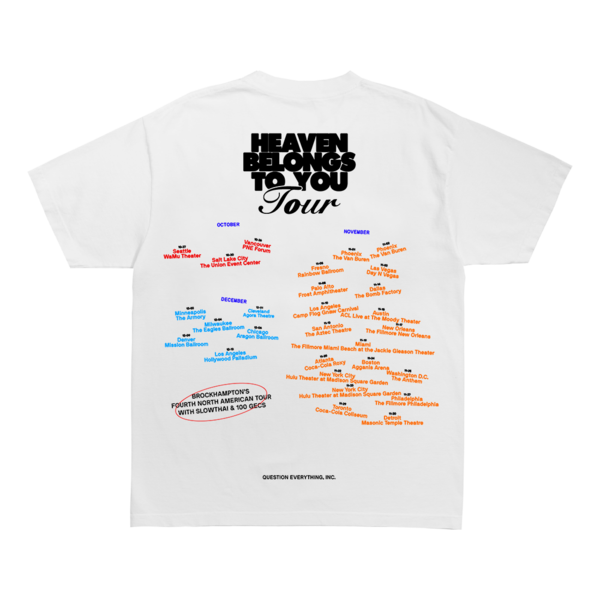 HEAVEN
BELONGS
TO YOU
Tour
OCTOBER
Seattle
WaMu Theater
Vancouver
PNE Forum
Salt Lake City
The Union Event Center
DECEMBER
Minneapolis
The Armory
Cleveland
Agora Theatre
Milwaukee
The Eagles Ballroom
Chicago
Aragon Ballroom
Denver
Mission Ballroom
Los Angeles
Hollywood Palladium
NOVEMBER
Phoenix
The Van Buren
Phoenix
The Van Buren
Fresno
Rainbow Ballroom
Las Vegas
Day N Vegas
Palo Alto
Frost Amphitheater
Dallas
The Bomb Factory
Los Angeles
Camp Flog Gnaw Carnival
Austin
ACL Live at The Moody Theater
San Antonio
The Aztec Theatre
New Orleans
The Fillmore New Orleans
Miami
The Fillmore Miami Beach at the Jackie Gleason Theater
Atlanta
Coca-Cola Roxy
Boston
Agganis Arena
Washington D.C.
The Anthem
New York City
Hulu Theater at Madison Square Garden
New York City
Hulu Theater at Madison Square Garden
Philadelphia
The Fillmore Philadelphia
Toronto
Coca-Cola Coliseum
Detroit
Masonic Temple Theatre
BROCKHAMPTON'S
FOURTH NORTH AMERICAN TOUR
WITH SLOWTHAI & 100 GECS
QUESTION EVERYTHING, INC.